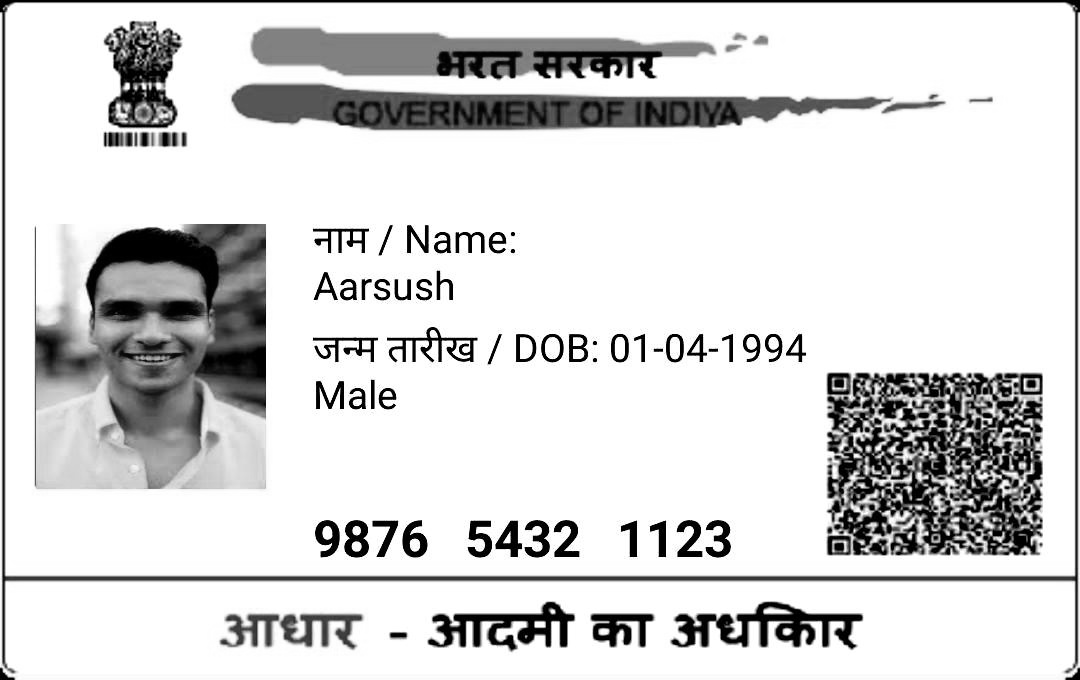 भरत सरकार
GOVERNMENT OF INDIYA
नाम / Name:
Aarsush
जन्म तारीख / DOB: 01-04-1994
Male
9876 5432 1123
आधार - आदमी का अधकिार